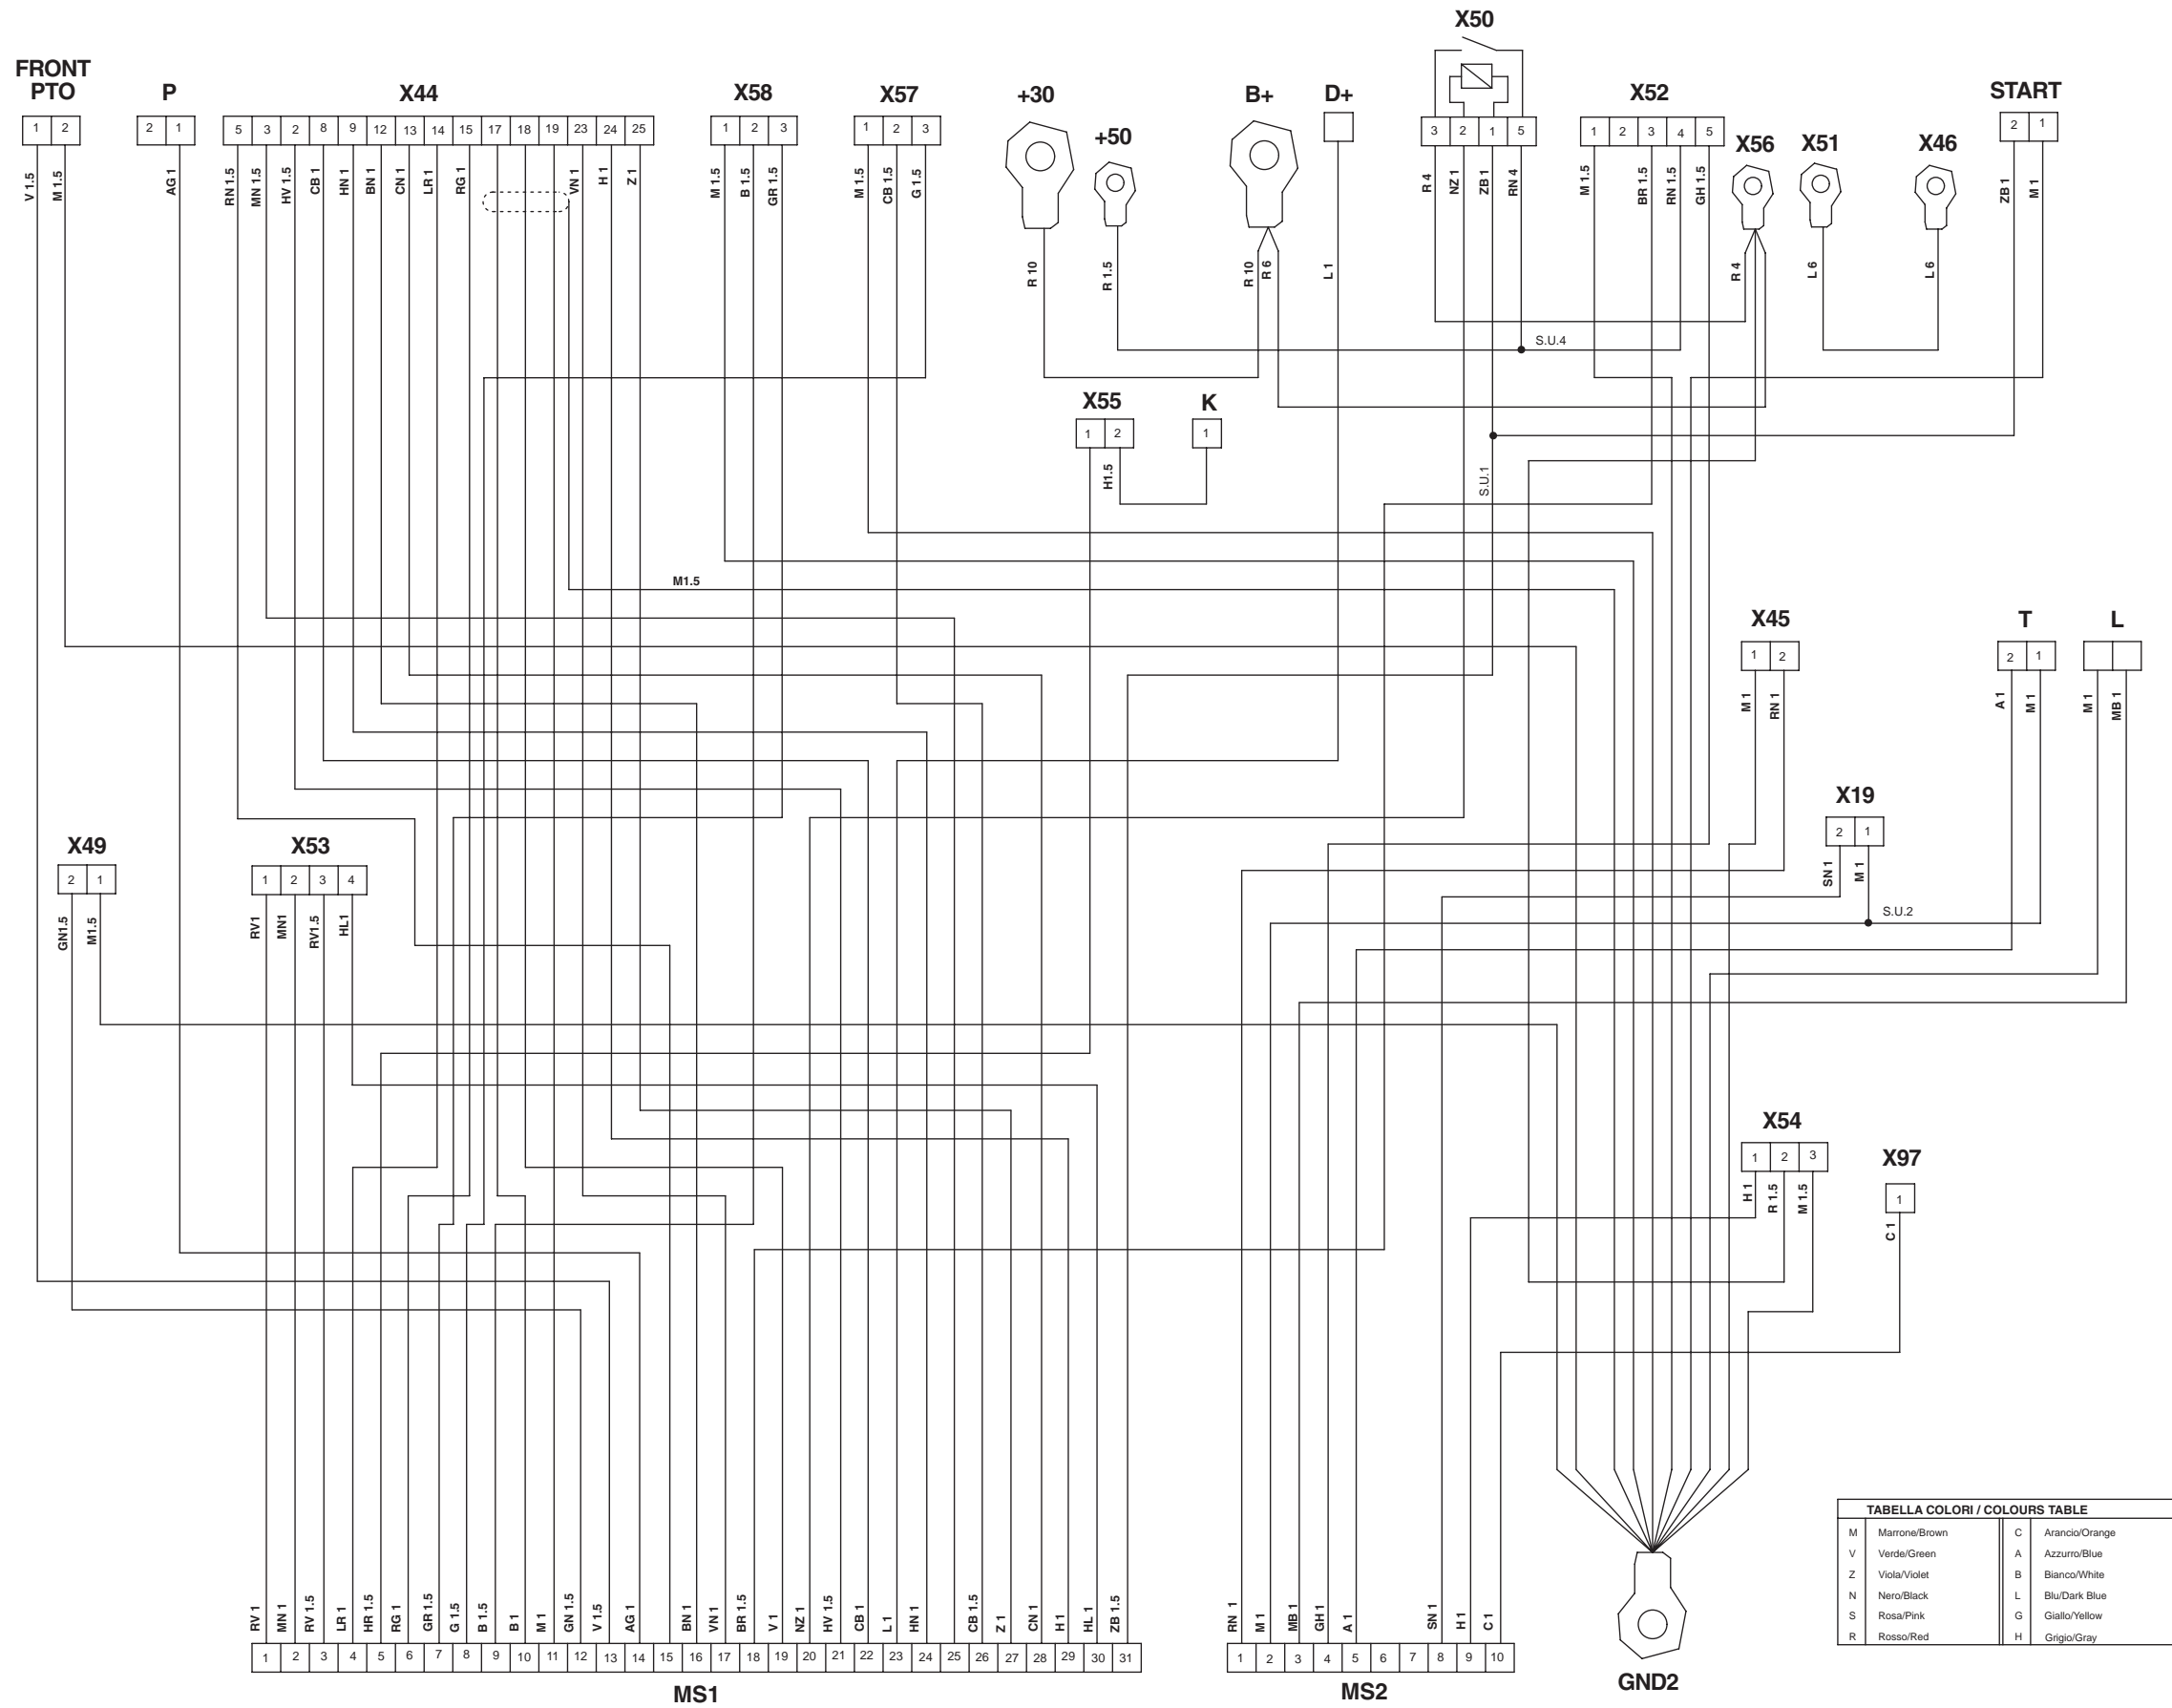 X50
FRONT
PTO
P
X44
X58
X57
+30
B+
D+
X52
START
+50
X56
X51
X46
1 2
2 1
5 3 2 8 9 12 13 14 15 17 18 19 23 24 25
1 2 3
1 2 3
3 2 1 5
1 2 3 4 5
2 1
V 1.5
M 1.5
AG 1
RN 1.5
MN 1.5
HV 1.5
CB 1
HN 1
BN 1
CN 1
LR 1
RG 1
VN 1
H 1
Z 1
M 1.5
B 1.5
GR 1.5
M 1.5
CB 1.5
G 1.5
R 10
R 1.5
R 10
R 6
L 1
R 4
NZ 1
ZB 1
RN 4
M 1.5
BR 1.5
RN 1.5
GH 1.5
R 4
L 6
L 6
ZB 1
M 1
S.U.4
X55
K
1 2
1
H1.5
S.U.1
M1.5
X45
T
L
1 2
2 1
M 1
RN 1
A 1
M 1
M 1
MB 1
X19
2 1
SN 1
M 1
S.U.2
X49
X53
2 1
1 2 3 4
GN1.5
M1.5
RV1
MN1
RV1.5
HL1
X54
X97
1 2 3
1
H 1
R 1.5
M 1.5
C 1
RV 1
MN 1
RV 1.5
LR 1
HR 1.5
RG 1
GR 1.5
G 1.5
B 1.5
B 1
M 1
GN 1.5
V 1.5
AG 1
BN 1
VN 1
BR 1.5
V 1
NZ 1
HV 1.5
CB 1
L 1
HN 1
CB 1.5
Z 1
CN 1
H 1
HL 1
ZB 1.5
RN 1
M 1
MB 1
GH 1
A 1
SN 1
H 1
C 1
1 2 3 4 5 6 7 8 9 10 11 12 13 14 15 16 17 18 19 20 21 22 23 24 25 26 27 28 29 30 31
1 2 3 4 5 6 7 8 9 10
MS1
MS2
GND2
TABELLA COLORI / COLOURS TABLE
M Marrone/Brown C Arancio/Orange
V Verde/Green A Azzurro/Blue
Z Viola/Violet B Bianco/White
N Nero/Black L Blu/Dark Blue
S Rosa/Pink G Giallo/Yellow
R Rosso/Red H Grigio/Gray